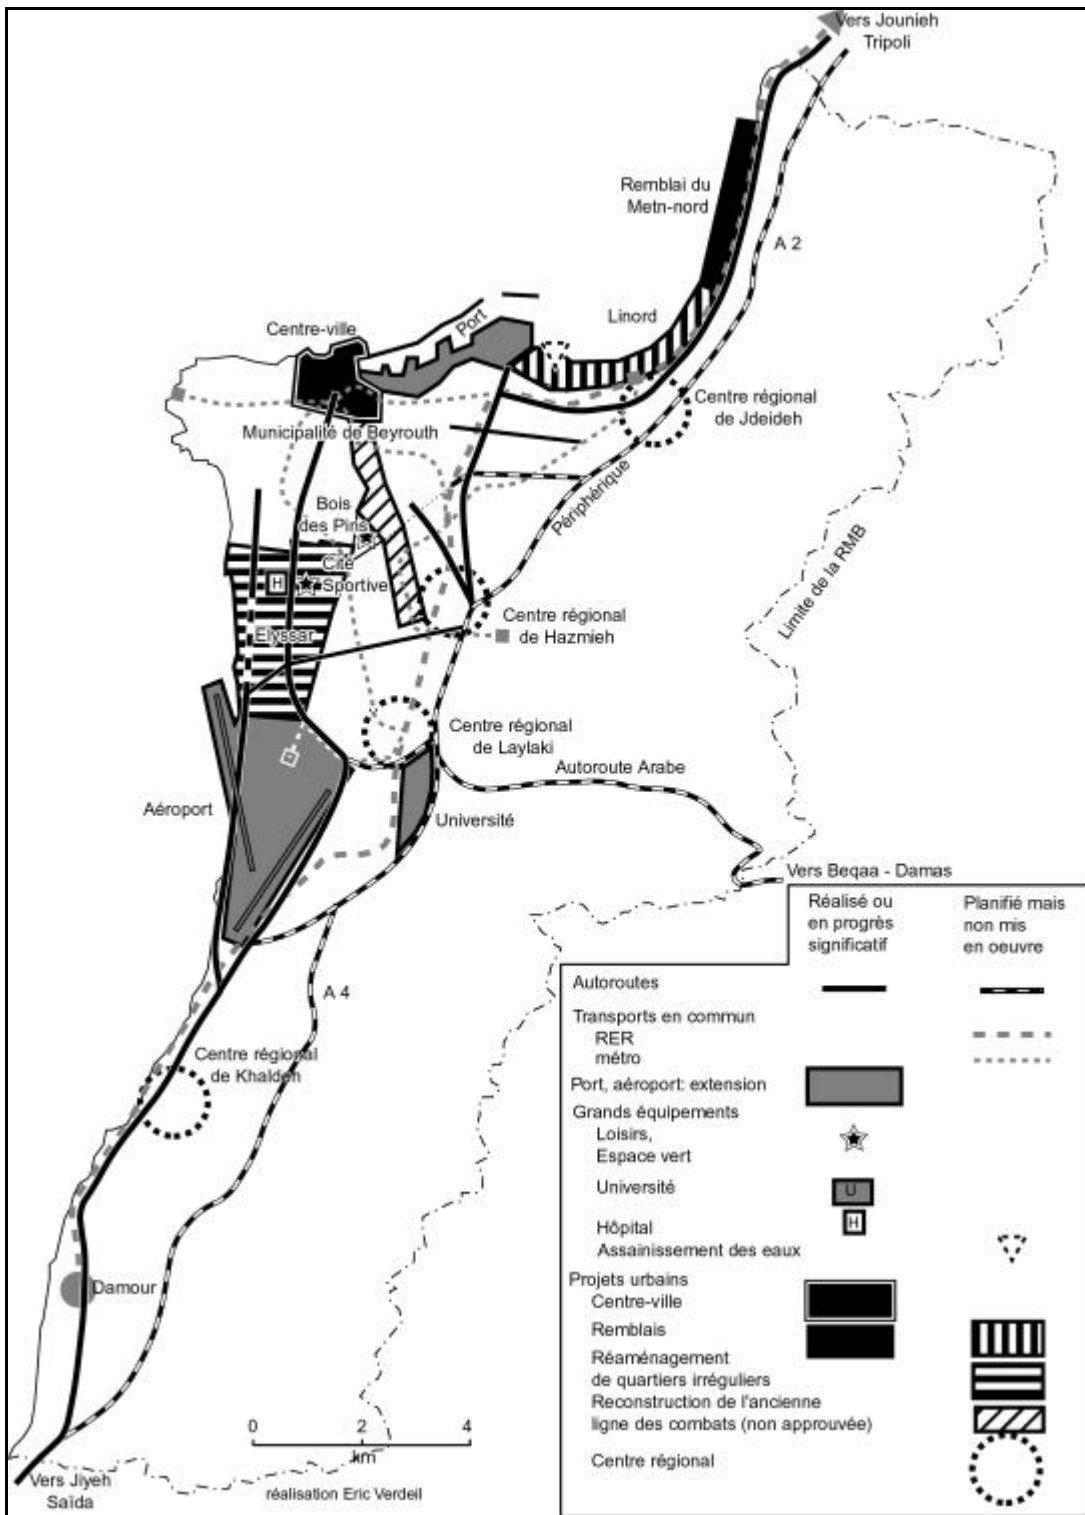 Vers Jounieh
Tripoli
Remblai du
Metn-nord
A 2
Linord
Port
Centre-ville
Centre régional
de Jdeideh
Municipalité de Beyrouth
Périphérique
Bois
des Pins
Cité
Sportive
H
Elyssar
Limite de la RMB
Centre régional
de Hazmieh
Centre régional
de Laylaki
Autoroute Arabe
Aéroport
Université
Vers Beqaa - Damas
A 4
Centre régional
de Khaldeh
Damour
Vers Jiyeh
Saïda
0 2 4
km
réalisation Eric Verdeil
Réalisé ou
en progrès
significatif
Planifié mais
non mis
en oeuvre
Autoroutes
Transports en commun
RER
métro
Port, aéroport: extension
Grands équipements
Loisirs,
Espace vert
Université
U
Hôpital
H
Assainissement des eaux
Projets urbains
Centre-ville
Remblais
Réaménagement
de quartiers irréguliers
Reconstruction de l'ancienne
ligne des combats (non approuvée)
Centre régional